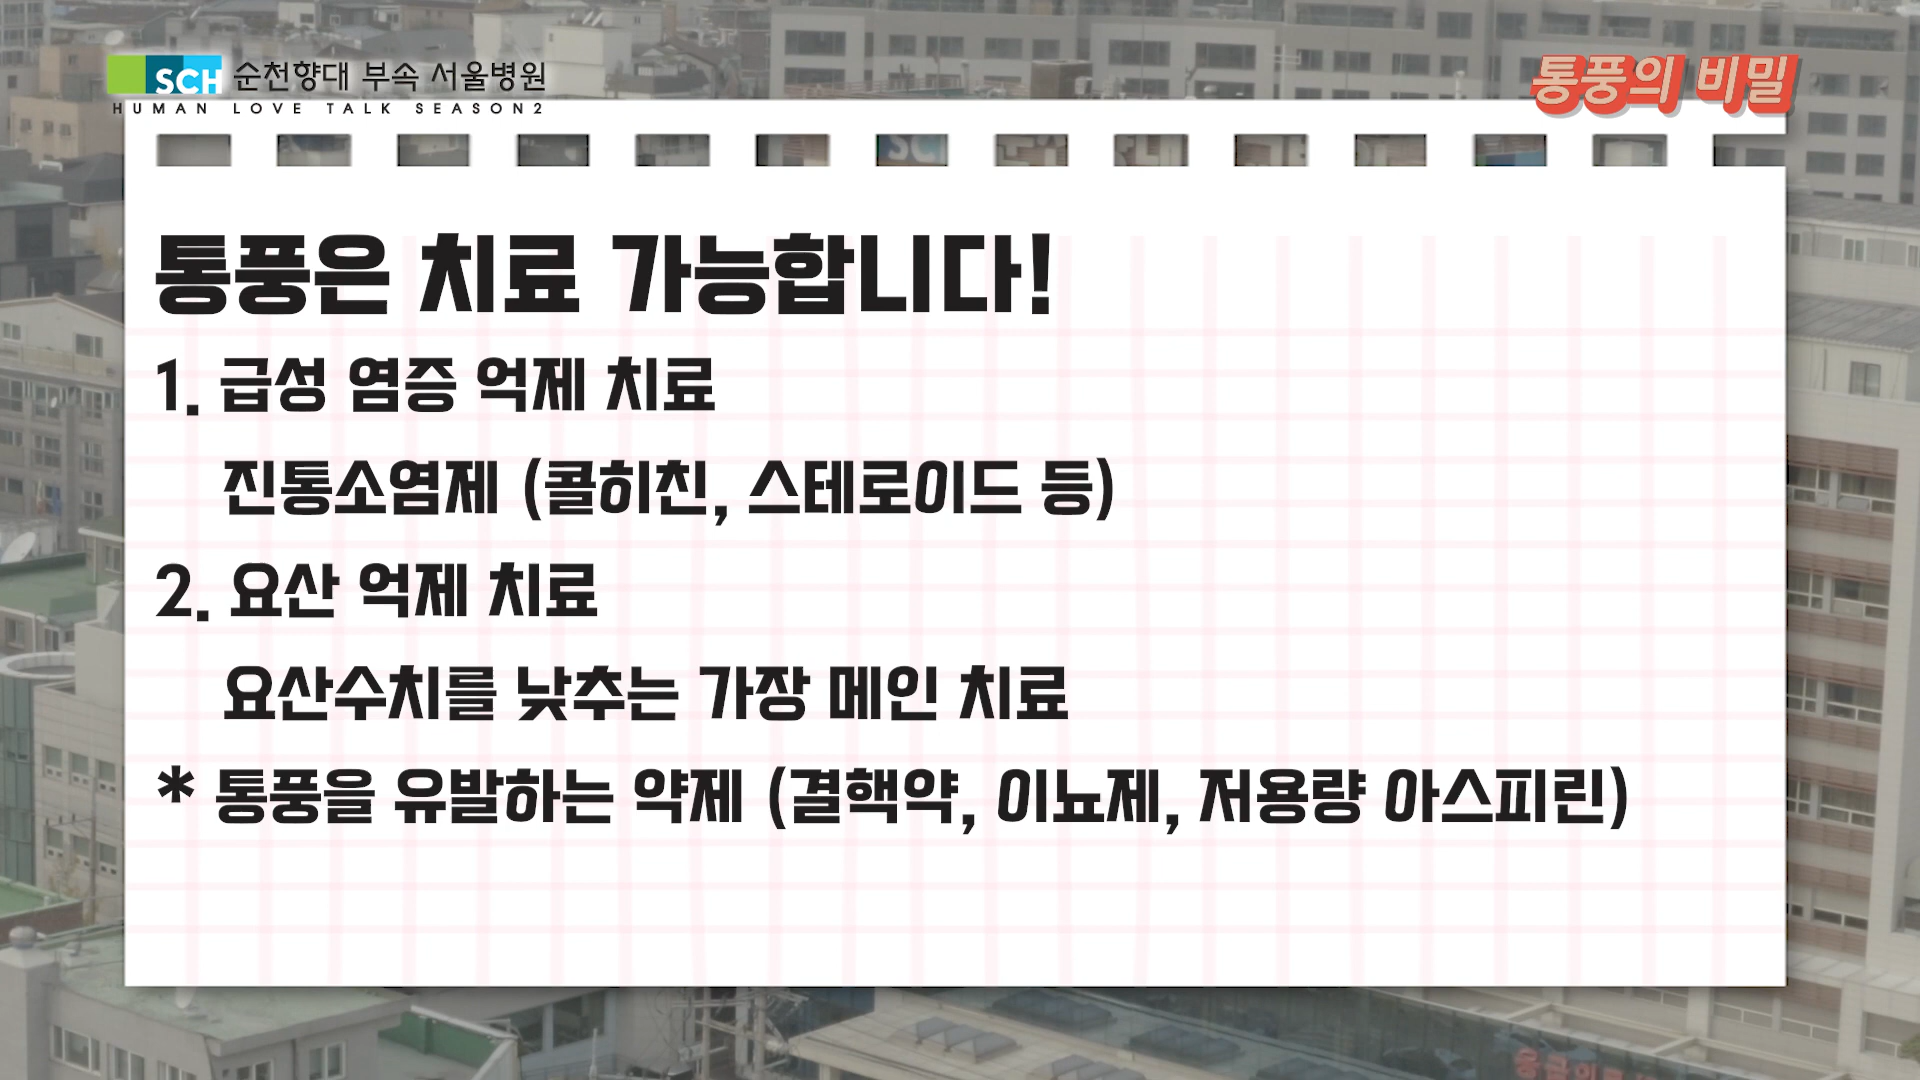 SCH 순천향대 부속 서울병원
HUMAN LOVE TALK SEASON2
통풍의 비밀
통풍은 치료 가능합니다!
1. 급성 염증 억제 치료
진통소염제 (콜히친, 스테로이드 등)
2. 요산 억제 치료
요산수치를 낮추는 가장 메인 치료
* 통풍을 유발하는 약제 (결핵약, 이뇨제, 저용량 아스피린)